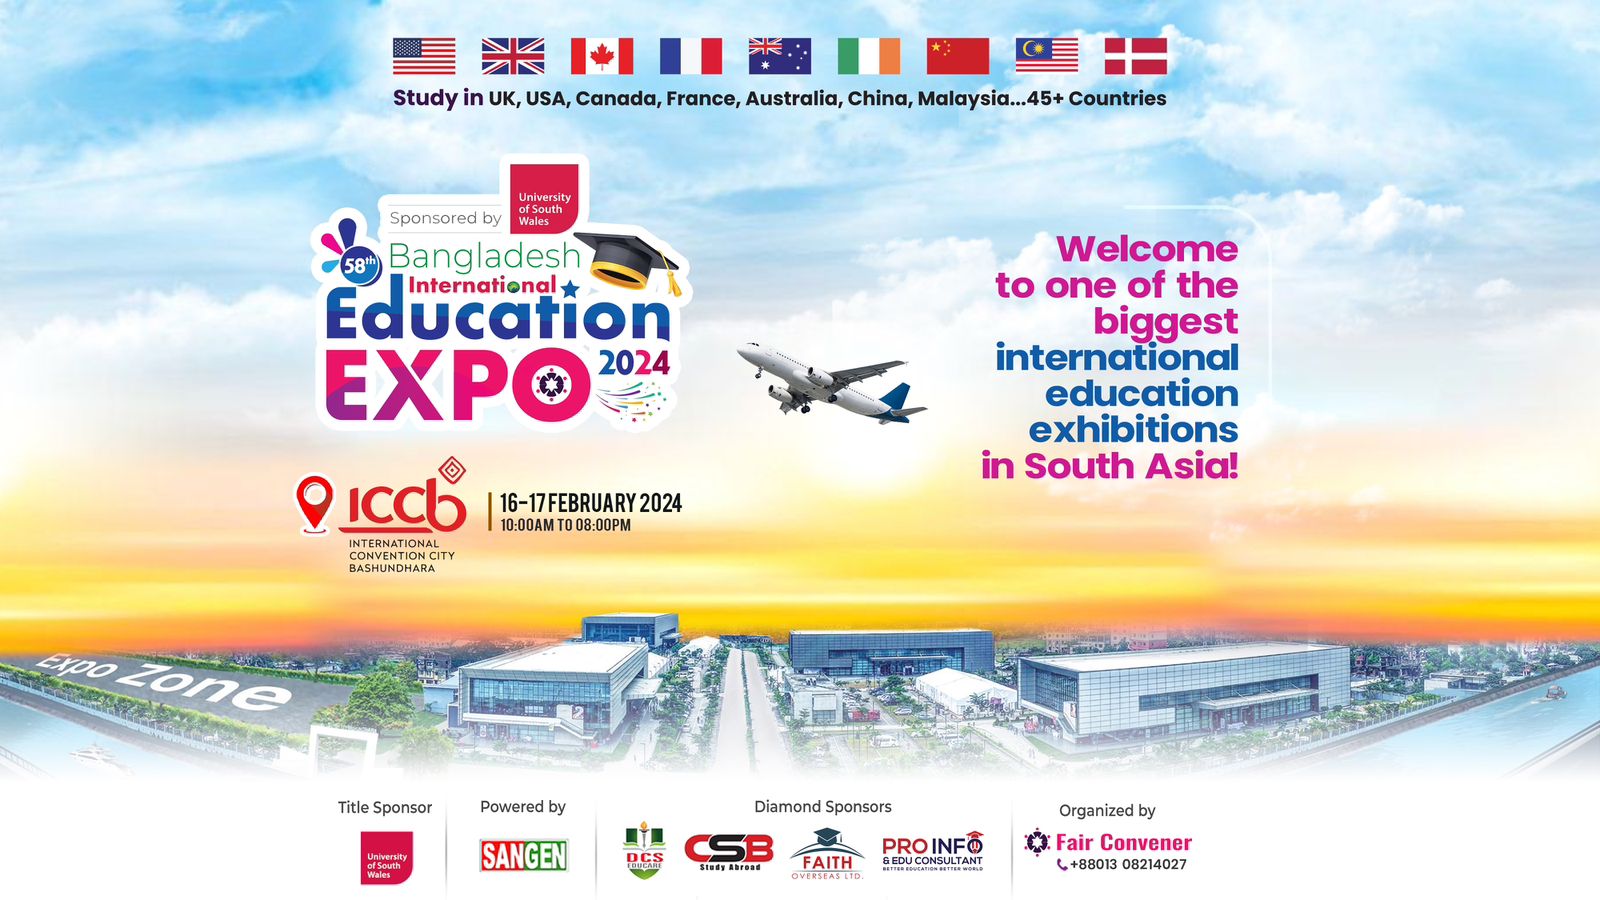 Study in UK, USA, Canada, France, Australia, China, Malaysia...45+ Countries
Sponsored by
University
of South
Wales
58th
Bangladesh
International
Education
EXPO 2024
Welcome
to one of the
biggest
international
education
exhibitions
in South Asia!
iccb
INTERNATIONAL
CONVENTION CITY
BASHUNDHARA
16-17 FEBRUARY 2024
10:00AM TO 08:00PM
Expo Zone
2
Title Sponsor
University
of South
Wales
Powered by
SANGEN
Diamond Sponsors
DCS
EDUCARE
CSB
Study Abroad
FAITH
OVERSEAS LTD.
PRO INFO
& EDU CONSULTANT
BETTER EDUCATION BETTER WORLD
Organized by
Fair Convener
+88013 08214027